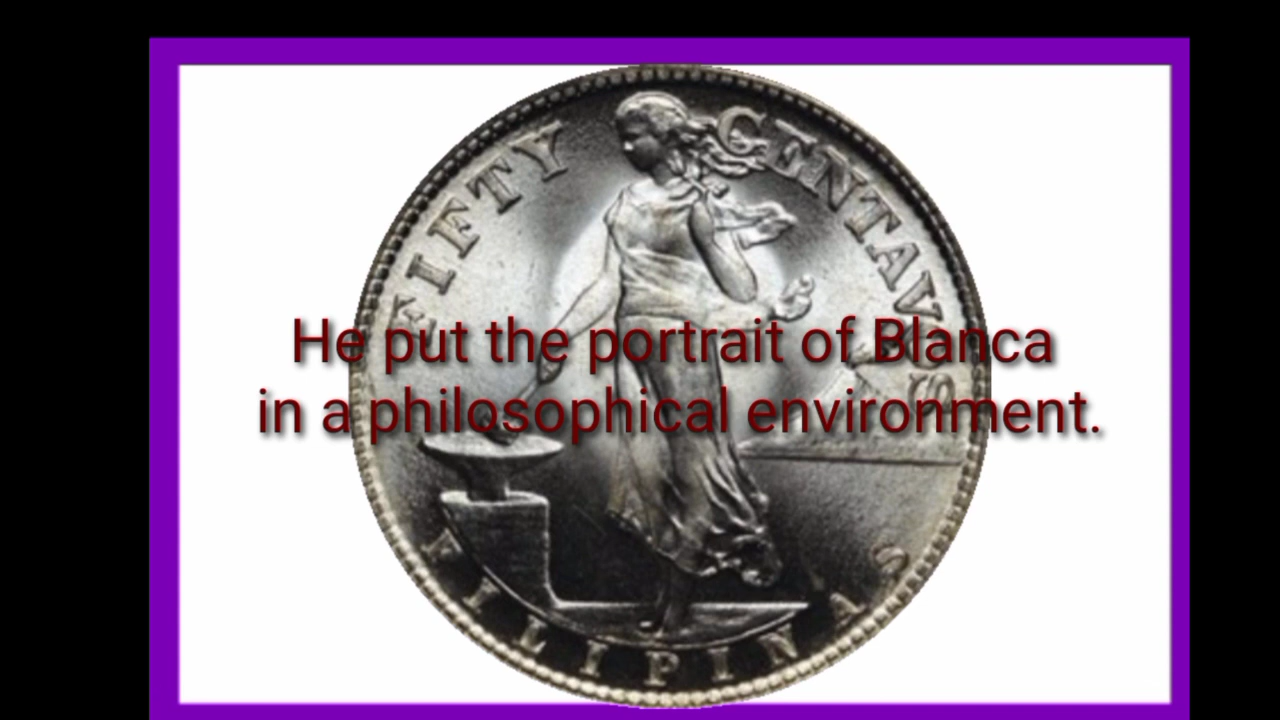 FIFTY CENTAVOS
He put the portrait of Blanca
in a philosophical environment.
FILIPINAS